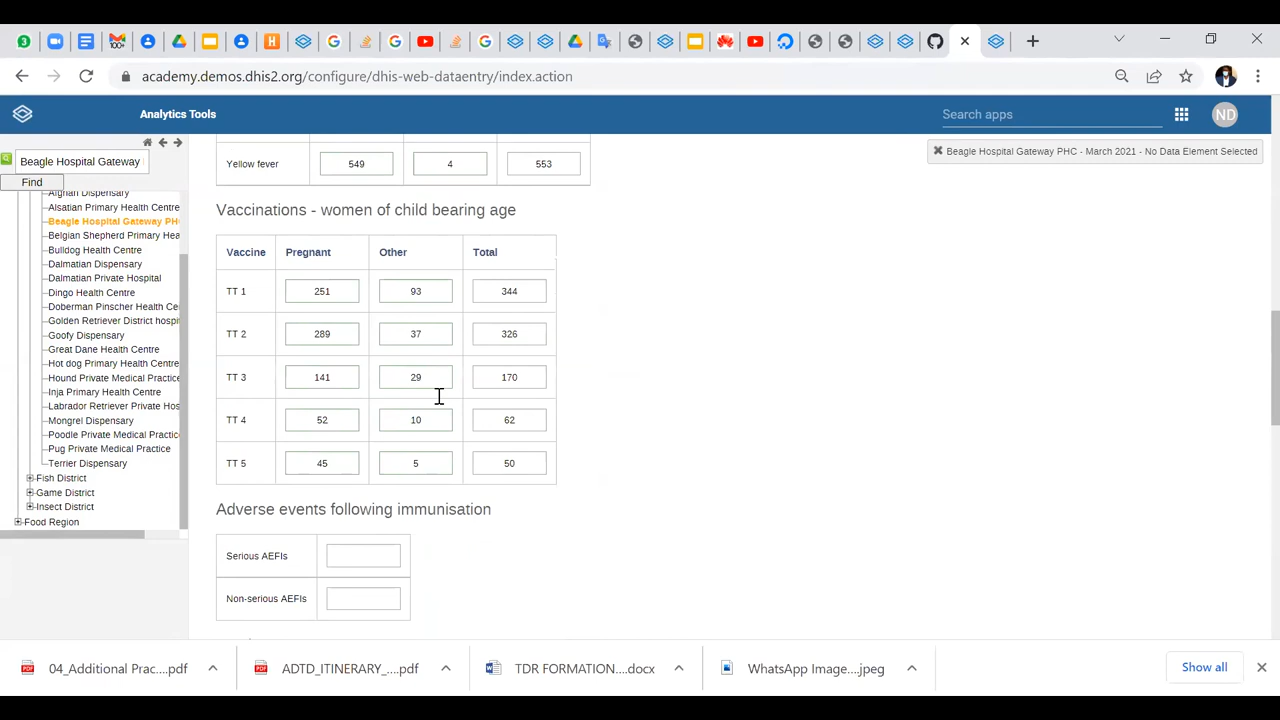 3
100+
H
academy.demos.dhis2.org/configure/dhis-web-dataentry/index.action
Analytics Tools
Search apps
ND
Beagle Hospital Gateway
Find
Afghan Dispensary
Alsatian Primary Health Centre
Beagle Hospital Gateway PH
Belgian Shepherd Primary Hea
Bulldog Health Centre
Dalmatian Dispensary
Dalmatian Private Hospital
Dingo Health Centre
Doberman Pinscher Health Ce
Golden Retriever District hospi
Goofy Dispensary
Great Dane Health Centre
Hot dog Primary Health Centre
Hound Private Medical Practice
Inja Primary Health Centre
Labrador Retriever Private Hos
Mongrel Dispensary
Poodle Private Medical Practic
Pug Private Medical Practice
Terrier Dispensary
Fish District
Game District
Insect District
Food Region
Beagle Hospital Gateway PHC - March 2021 - No Data Element Selected
Yellow fever 549 4 553
Vaccinations - women of child bearing age
Vaccine Pregnant Other Total
TT 1 251 93 344
TT 2 289 37 326
TT 3 141 29 170
TT 4 52 10 62
TT 5 45 5 50
Adverse events following immunisation
Serious AEFIs
Non-serious AEFIs
04_Additional Prac....pdf
ADTD_ITINERARY_....pdf
TDR FORMATION....docx
WhatsApp Image....jpeg
Show all